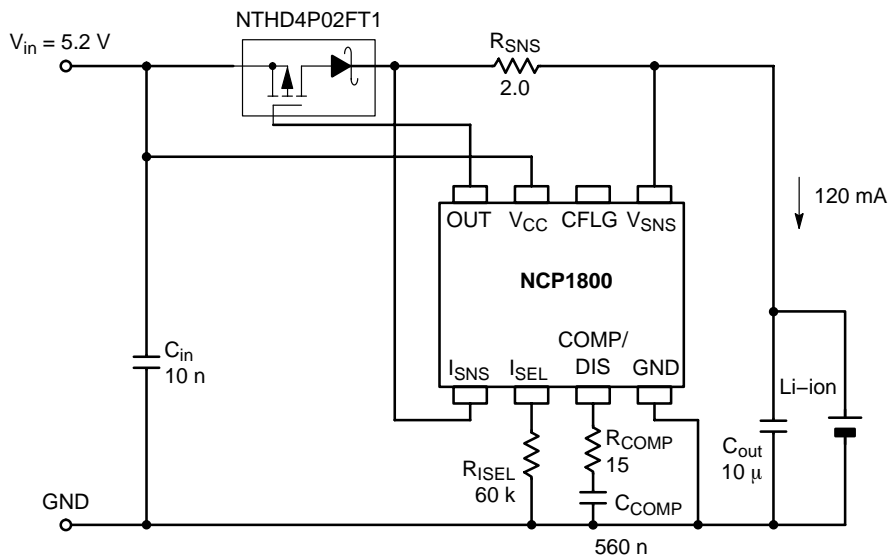 NTHD4P02FT1
V_in = 5.2 V
R_SNS
2.0
120 mA
OUT V_CC CFLG V_SNS
NCP1800
COMP/
DIS
I_SNS I_SEL GND
C_in
10 n
Li−ion
R_COMP
15
R_ISEL
60 k
C_COMP
C_out
10 µ
GND
560 n